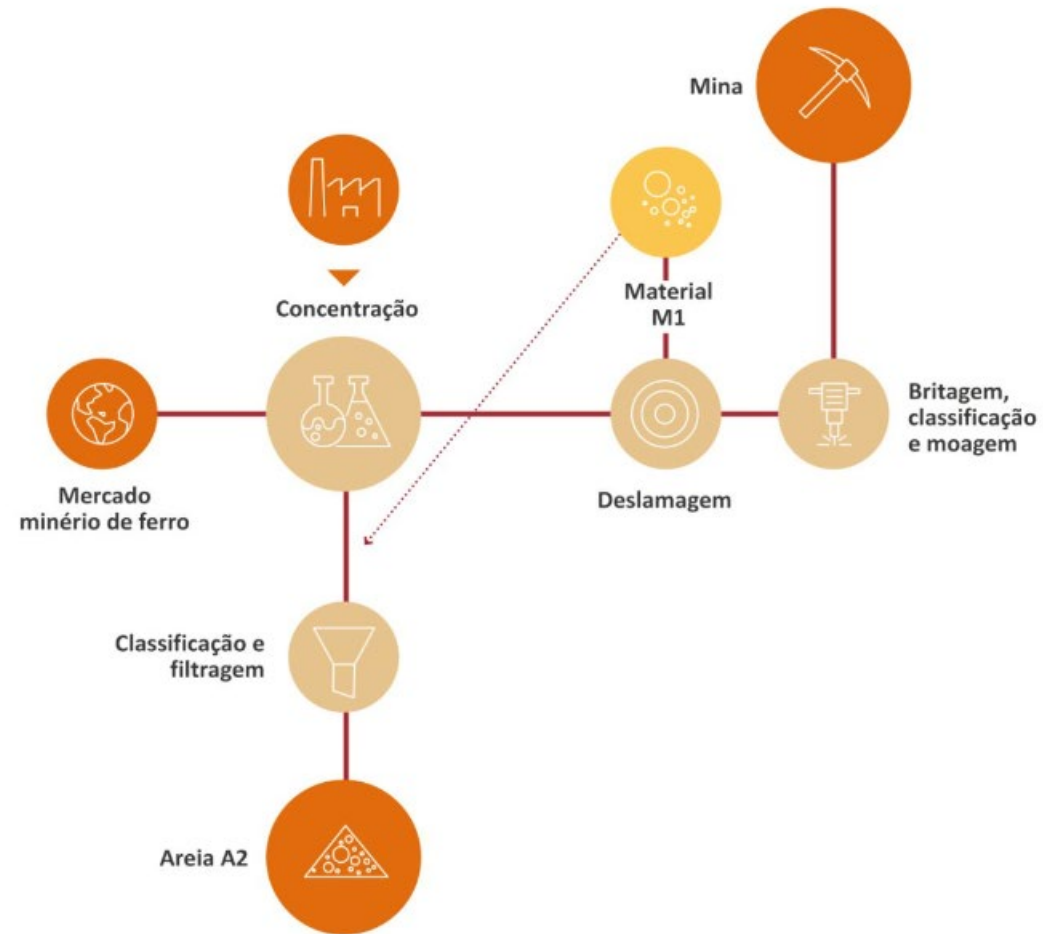 Mina
Concentração
Material
M1
Britagem,
classificação
e moagem
Mercado
minério de ferro
Deslamagem
Classificação e
filtragem
Areia A2